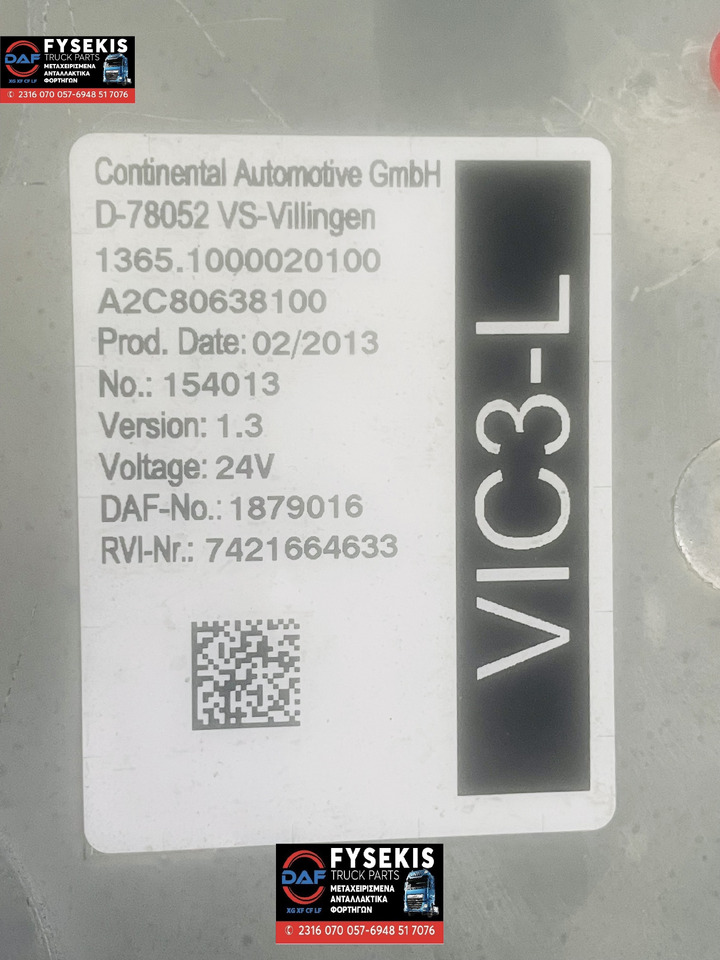 FYSEKIS
TRUCK PARTS
DAF
ΜΕΤΑΧΕΙΡΙΣΜΕΝΑ
ΑΝΤΑΛΛΑΚΤΙΚΑ
ΦΟΡΤΗΓΩΝ
XG XF CF LF
2316 070 057-6948 51 7076
Continental Automotive GmbH
D-78052 VS-Villingen
1365.1000020100
A2C80638100
Prod. Date: 02/2013
No.: 154013
Version: 1.3
Voltage: 24V
DAF-No.: 1879016
RVI-Nr.: 7421664633
VIC3-L
FYSEKIS
TRUCK PARTS
DAF
ΜΕΤΑΧΕΙΡΙΣΜΕΝΑ
ΑΝΤΑΛΛΑΚΤΙΚΑ
ΦΟΡΤΗΓΩΝ
XG XF CF LF
2316 070 057-6948 51 7076